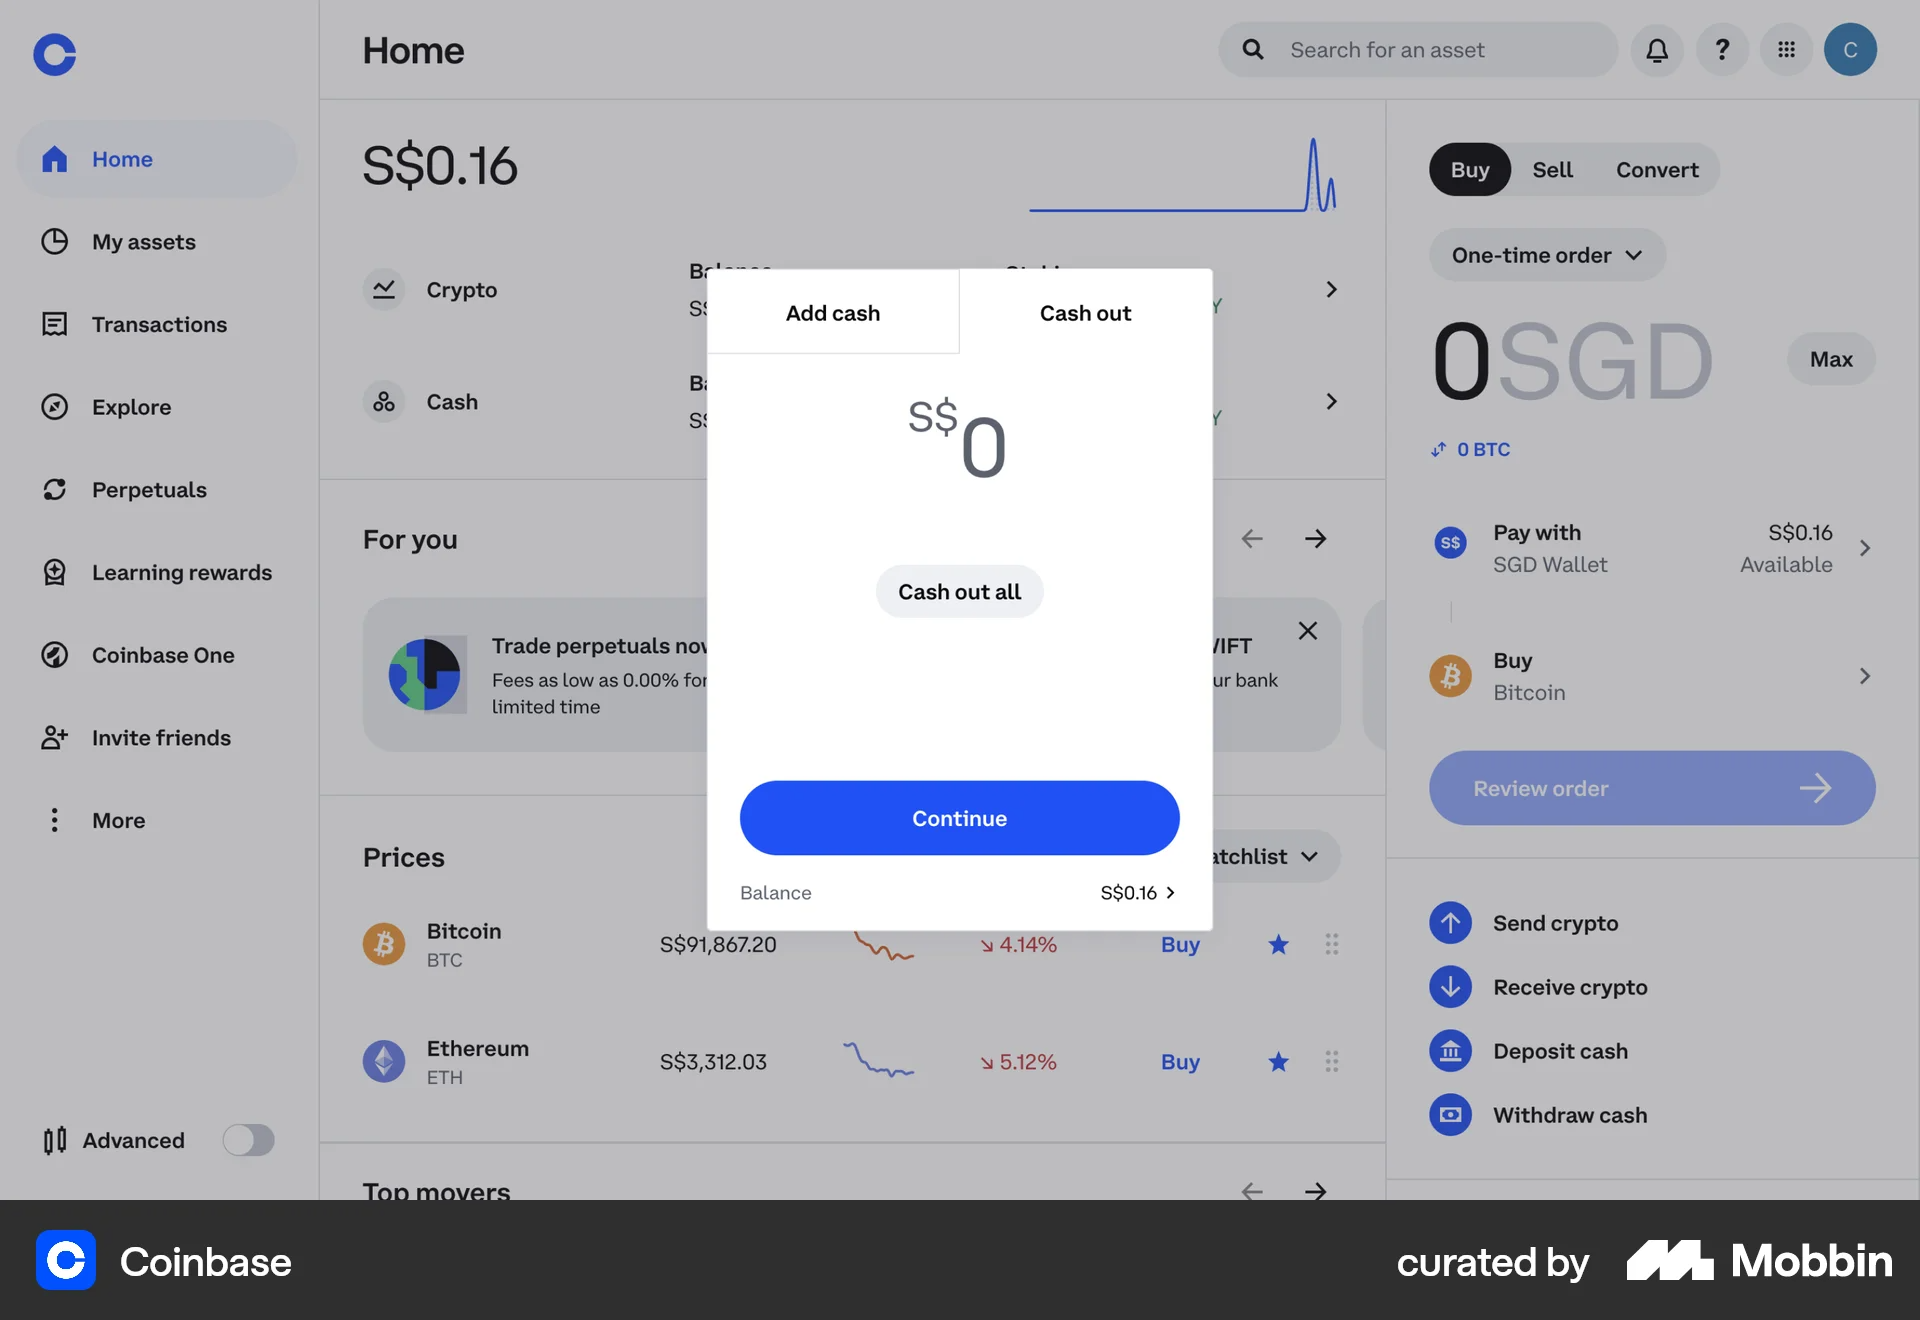 Home
Search for an asset
?
C
Home
My assets
Transactions
Explore
Perpetuals
Learning rewards
Coinbase One
Invite friends
More
Advanced
S$0.16
Crypto
Cash
For you
Trade perpetuals
Fees as low as 0.00%
limited time
ur bank
Prices
Bitcoin
BTC
S$91,867.20
↘ 4.14%
Buy
Ethereum
ETH
S$3,312.03
↘ 5.12%
Buy
Top movers
Add cash
Cash out
S$0
Cash out all
Continue
Balance
S$0.16
Buy
Sell
Convert
One-time order
0SGD
Max
0 BTC
S$
Pay with
SGD Wallet
S$0.16
Available
Buy
Bitcoin
Review order
Send crypto
Receive crypto
Deposit cash
Withdraw cash
Coinbase
curated by
Mobbin